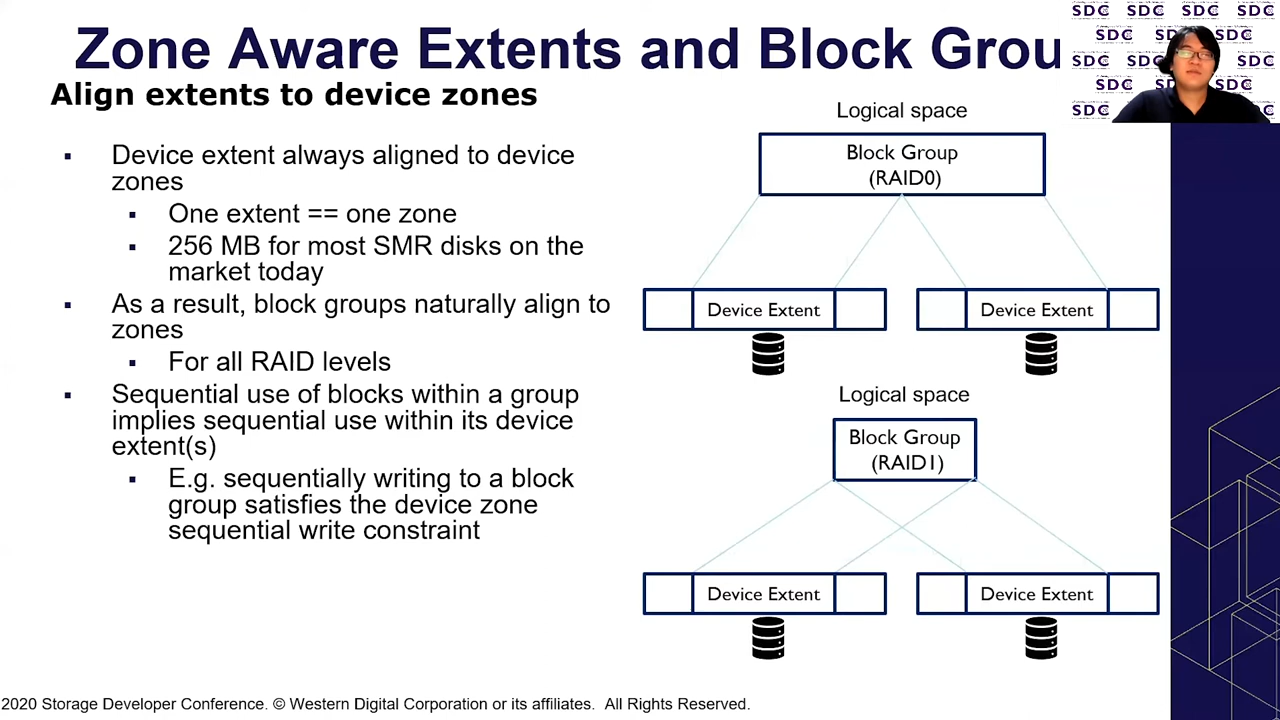 Zone Aware Extents and Block Grou
Align extents to device zones
▪ Device extent always aligned to device
zones
▪ One extent == one zone
▪ 256 MB for most SMR disks on the
market today
▪ As a result, block groups naturally align to
zones
▪ For all RAID levels
▪ Sequential use of blocks within a group
implies sequential use within its device
extent(s)
▪ E.g. sequentially writing to a block
group satisfies the device zone
sequential write constraint
Logical space
Block Group
(RAID0)
Device Extent
Device Extent
Logical space
Block Group
(RAID1)
Device Extent
Device Extent
SDC SDC SDC SDC
SDC SDC SDC
SDC SDC SDC
SDC SDC
SDC SDC
2020 Storage Developer Conference. © Western Digital Corporation or its affiliates. All Rights Reserved.